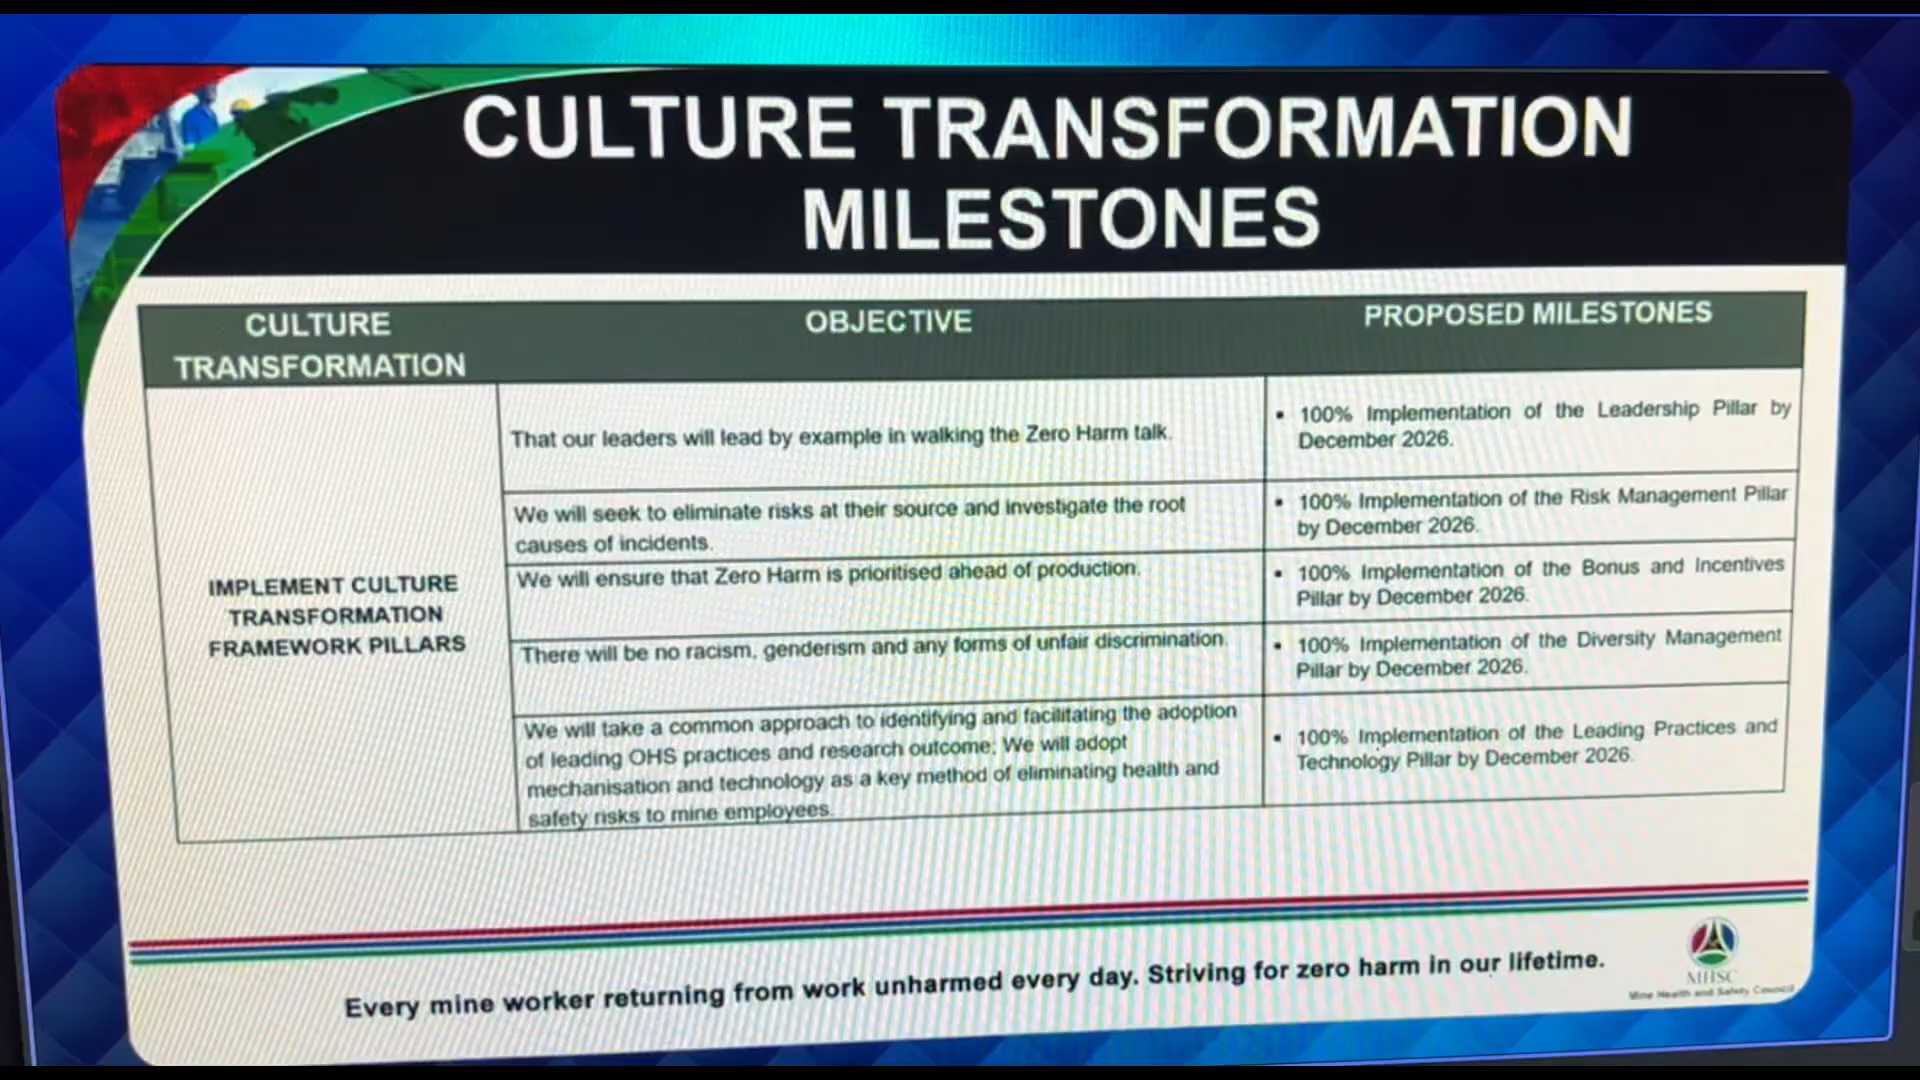 CULTURE TRANSFORMATION
MILESTONES
CULTURE
TRANSFORMATION
OBJECTIVE
PROPOSED MILESTONES
IMPLEMENT CULTURE
TRANSFORMATION
FRAMEWORK PILLARS
That our leaders will lead by example in walking the Zero Harm talk.
• 100% Implementation of the Leadership Pillar by
December 2026.
We will seek to eliminate risks at their source and investigate the root
causes of incidents.
• 100% Implementation of the Risk Management Pillar
by December 2026.
We will ensure that Zero Harm is prioritised ahead of production.
• 100% Implementation of the Bonus and Incentives
Pillar by December 2026.
There will be no racism, genderism and any forms of unfair discrimination.
• 100% Implementation of the Diversity Management
Pillar by December 2026.
We will take a common approach to identifying and facilitating the adoption
of leading OHS practices and research outcome; We will adopt
mechanisation and technology as a key method of eliminating health and
safety risks to mine employees.
• 100% Implementation of the Leading Practices and
Technology Pillar by December 2026.
Every mine worker returning from work unharmed every day. Striving for zero harm in our lifetime.
MHSC
Mine Health and Safety Council